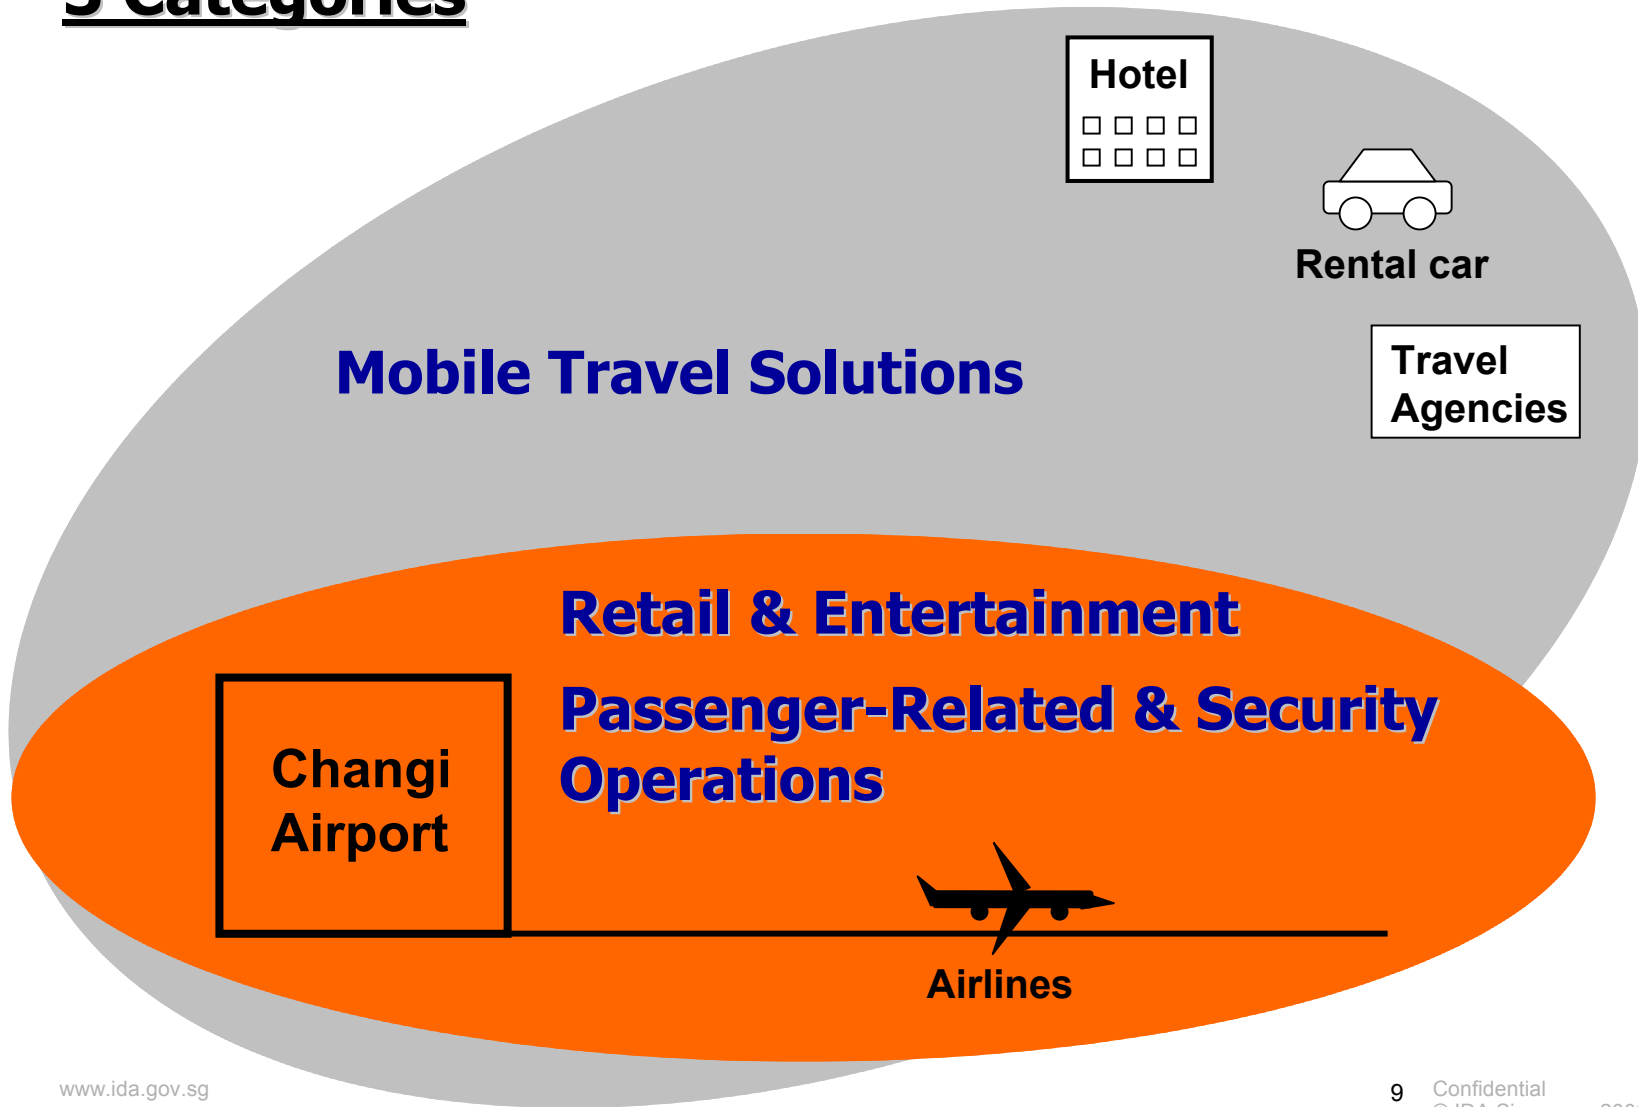 Categories
Hotel
Rental car
Mobile Travel Solutions
Travel
Agencies
Retail & Entertainment
Passenger-Related & Security
Operations
Changi
Airport
Airlines
www.ida.gov.sg
9 Confidential